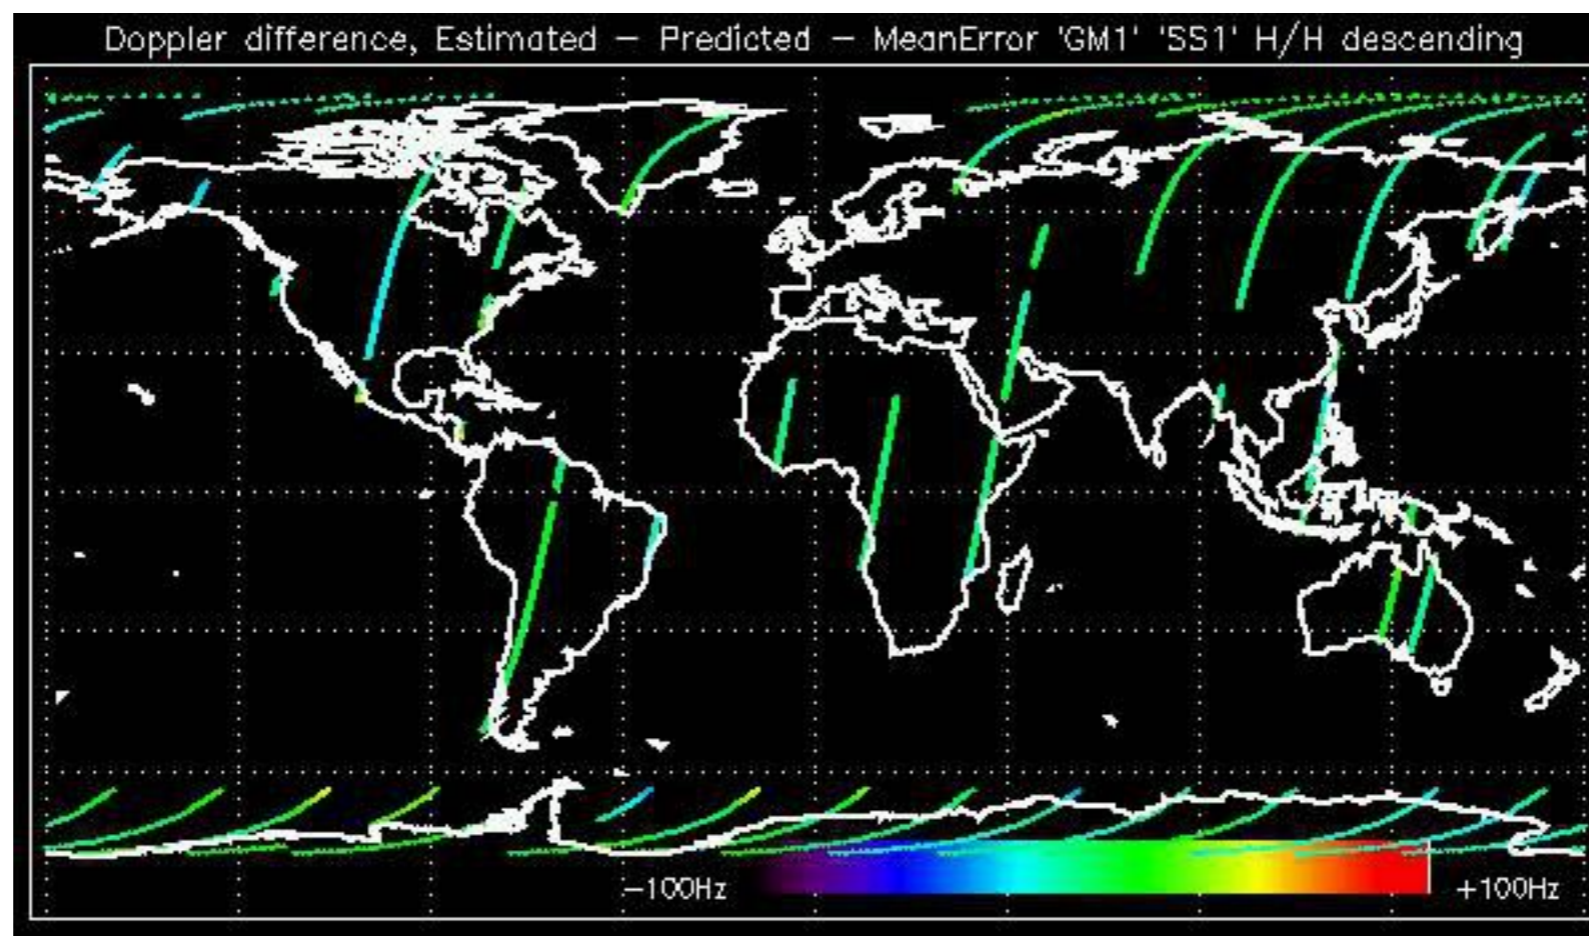 Doppler difference, Estimated – Predicted – MeanError 'GM1' 'SS1' H/H descending
–100Hz
+100Hz